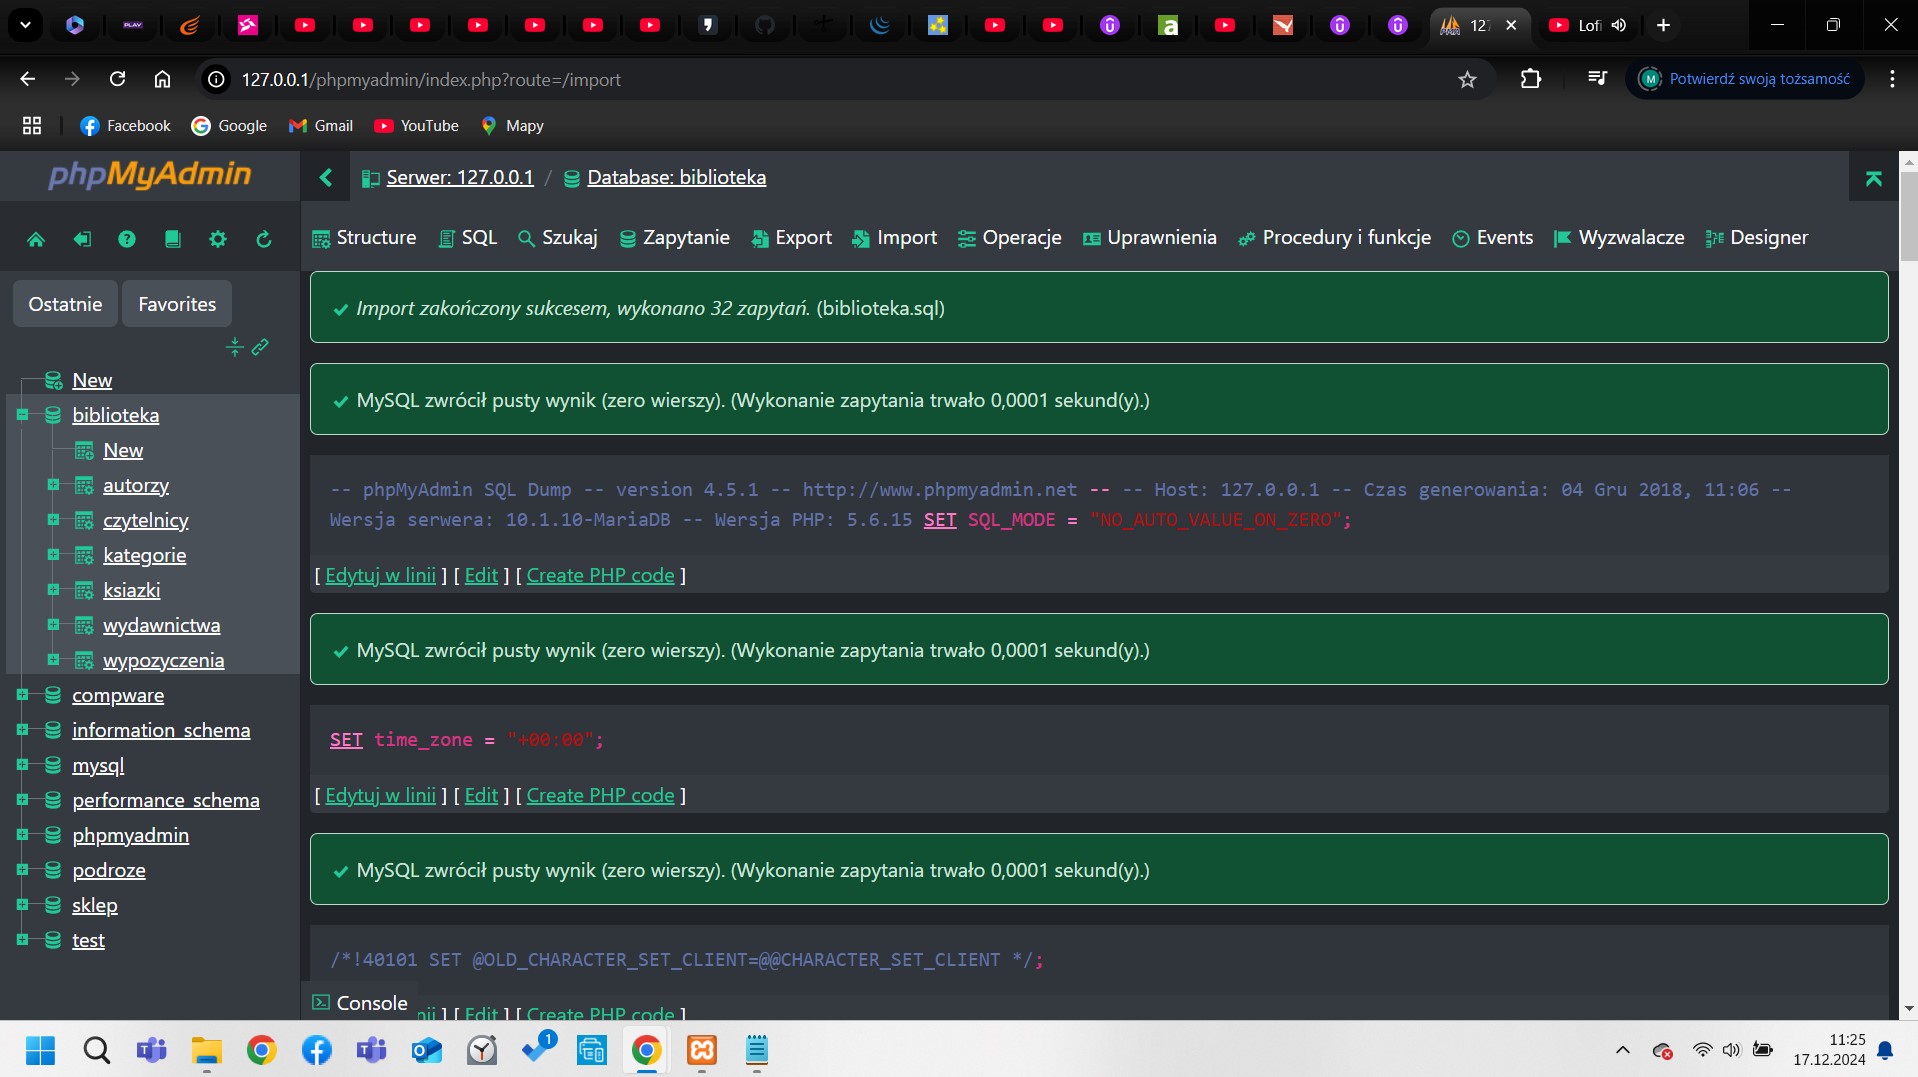 PLAY
127
Lofi
127.0.0.1/phpmyadmin/index.php?route=/import
M
Potwierdź swoją tożsamość
Facebook
Google
Gmail
YouTube
Mapy
phpMyAdmin
Serwer: 127.0.0.1 / Database: biblioteka
Structure
SQL
Szukaj
Zapytanie
Export
Import
Operacje
Uprawnienia
Procedury i funkcje
Events
Wyzwalacze
Designer
Ostatnie
Favorites
New
biblioteka
New
autorzy
czytelnicy
kategorie
ksiazki
wydawnictwa
wypozyczenia
compware
information_schema
mysql
performance_schema
phpmyadmin
podroze
sklep
test
Import zakończony sukcesem, wykonano 32 zapytań. (biblioteka.sql)
MySQL zwrócił pusty wynik (zero wierszy). (Wykonanie zapytania trwało 0,0001 sekund(y).)
-- phpMyAdmin SQL Dump -- version 4.5.1 -- http://www.phpmyadmin.net -- -- Host: 127.0.0.1 -- Czas generowania: 04 Gru 2018, 11:06 --
Wersja serwera: 10.1.10-MariaDB -- Wersja PHP: 5.6.15 SET SQL_MODE = "NO_AUTO_VALUE_ON_ZERO";
[ Edytuj w linii ] [ Edit ] [ Create PHP code ]
MySQL zwrócił pusty wynik (zero wierszy). (Wykonanie zapytania trwało 0,0001 sekund(y).)
SET time_zone = "+00:00";
[ Edytuj w linii ] [ Edit ] [ Create PHP code ]
MySQL zwrócił pusty wynik (zero wierszy). (Wykonanie zapytania trwało 0,0001 sekund(y).)
/*!40101 SET @OLD_CHARACTER_SET_CLIENT=@@CHARACTER_SET_CLIENT */;
Console
nii ] [ Edit ] [ Create PHP code ]
1
11:25
17.12.2024